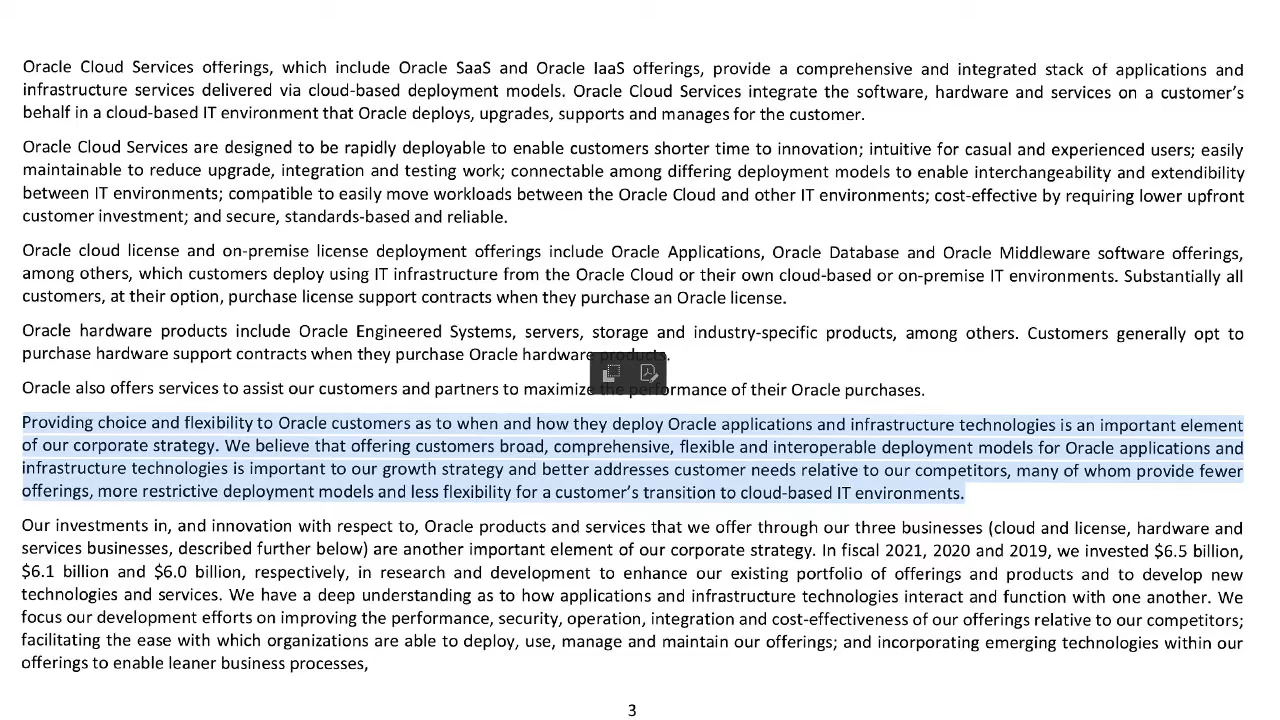 Oracle Cloud Services offerings, which include Oracle SaaS and Oracle IaaS offerings, provide a comprehensive and integrated stack of applications and
infrastructure services delivered via cloud-based deployment models. Oracle Cloud Services integrate the software, hardware and services on a customer's
behalf in a cloud-based IT environment that Oracle deploys, upgrades, supports and manages for the customer.
Oracle Cloud Services are designed to be rapidly deployable to enable customers shorter time to innovation; intuitive for casual and experienced users; easily
maintainable to reduce upgrade, integration and testing work; connectable among differing deployment models to enable interchangeability and extendibility
between IT environments; compatible to easily move workloads between the Oracle Cloud and other IT environments; cost-effective by requiring lower upfront
customer investment; and secure, standards-based and reliable.
Oracle cloud license and on-premise license deployment offerings include Oracle Applications, Oracle Database and Oracle Middleware software offerings,
among others, which customers deploy using IT infrastructure from the Oracle Cloud or their own cloud-based or on-premise IT environments. Substantially all
customers, at their option, purchase license support contracts when they purchase an Oracle license.
Oracle hardware products include Oracle Engineered Systems, servers, storage and industry-specific products, among others. Customers generally opt to
purchase hardware support contracts when they purchase Oracle hardware products.
Oracle also offers services to assist our customers and partners to maximize the performance of their Oracle purchases.
Providing choice and flexibility to Oracle customers as to when and how they deploy Oracle applications and infrastructure technologies is an important element
of our corporate strategy. We believe that offering customers broad, comprehensive, flexible and interoperable deployment models for Oracle applications and
infrastructure technologies is important to our growth strategy and better addresses customer needs relative to our competitors, many of whom provide fewer
offerings, more restrictive deployment models and less flexibility for a customer's transition to cloud-based IT environments.
Our investments in, and innovation with respect to, Oracle products and services that we offer through our three businesses (cloud and license, hardware and
services businesses, described further below) are another important element of our corporate strategy. In fiscal 2021, 2020 and 2019, we invested $6.5 billion,
$6.1 billion and $6.0 billion, respectively, in research and development to enhance our existing portfolio of offerings and products and to develop new
technologies and services. We have a deep understanding as to how applications and infrastructure technologies interact and function with one another. We
focus our development efforts on improving the performance, security, operation, integration and cost-effectiveness of our offerings relative to our competitors;
facilitating the ease with which organizations are able to deploy, use, manage and maintain our offerings; and incorporating emerging technologies within our
offerings to enable leaner business processes,
3